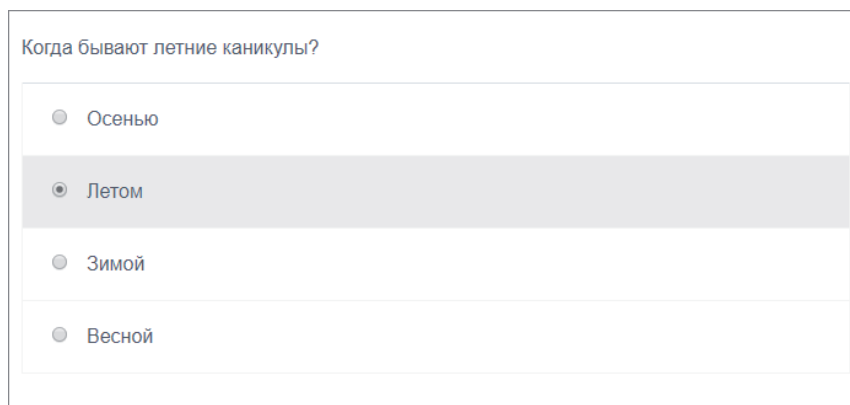 Когда бывают летние каникулы?
Осенью
Летом
Зимой
Весной